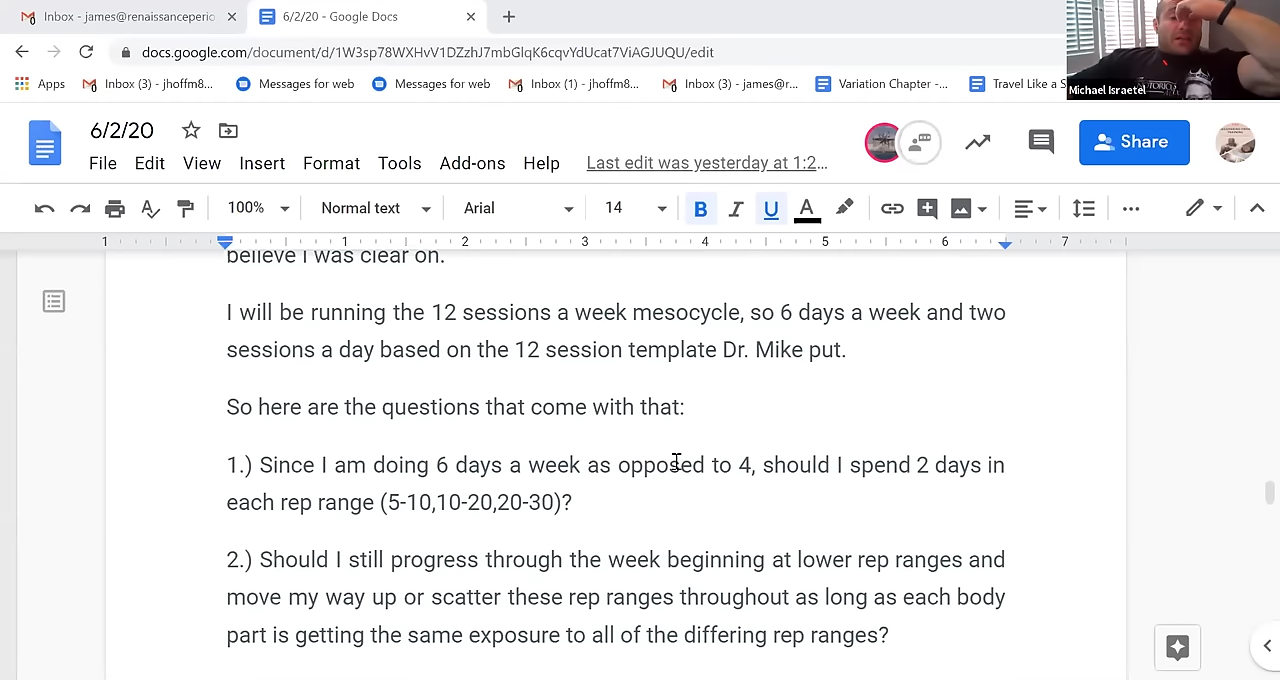 Inbox - james@renaissanceperio
6/2/20 - Google Docs
Apps
Inbox (3) - jhoffm8...
Messages for web
Messages for web
Inbox (1) - jhoffm8...
Inbox (3) - james@r...
Variation Chapter -...
Travel Like a S
Michael Israetel
6/2/20
Share
File Edit View Insert Format Tools Add-ons Help
Last edit was yesterday at 1:2...
100% Normal text Arial 14 B I U A
1 1 2 3 4 5 6 7
believe I was clear on.
I will be running the 12 sessions a week mesocycle, so 6 days a week and two
sessions a day based on the 12 session template Dr. Mike put.
So here are the questions that come with that:
1.) Since I am doing 6 days a week as opposed to 4, should I spend 2 days in
each rep range (5-10,10-20,20-30)?
2.) Should I still progress through the week beginning at lower rep ranges and
move my way up or scatter these rep ranges throughout as long as each body
part is getting the same exposure to all of the differing rep ranges?